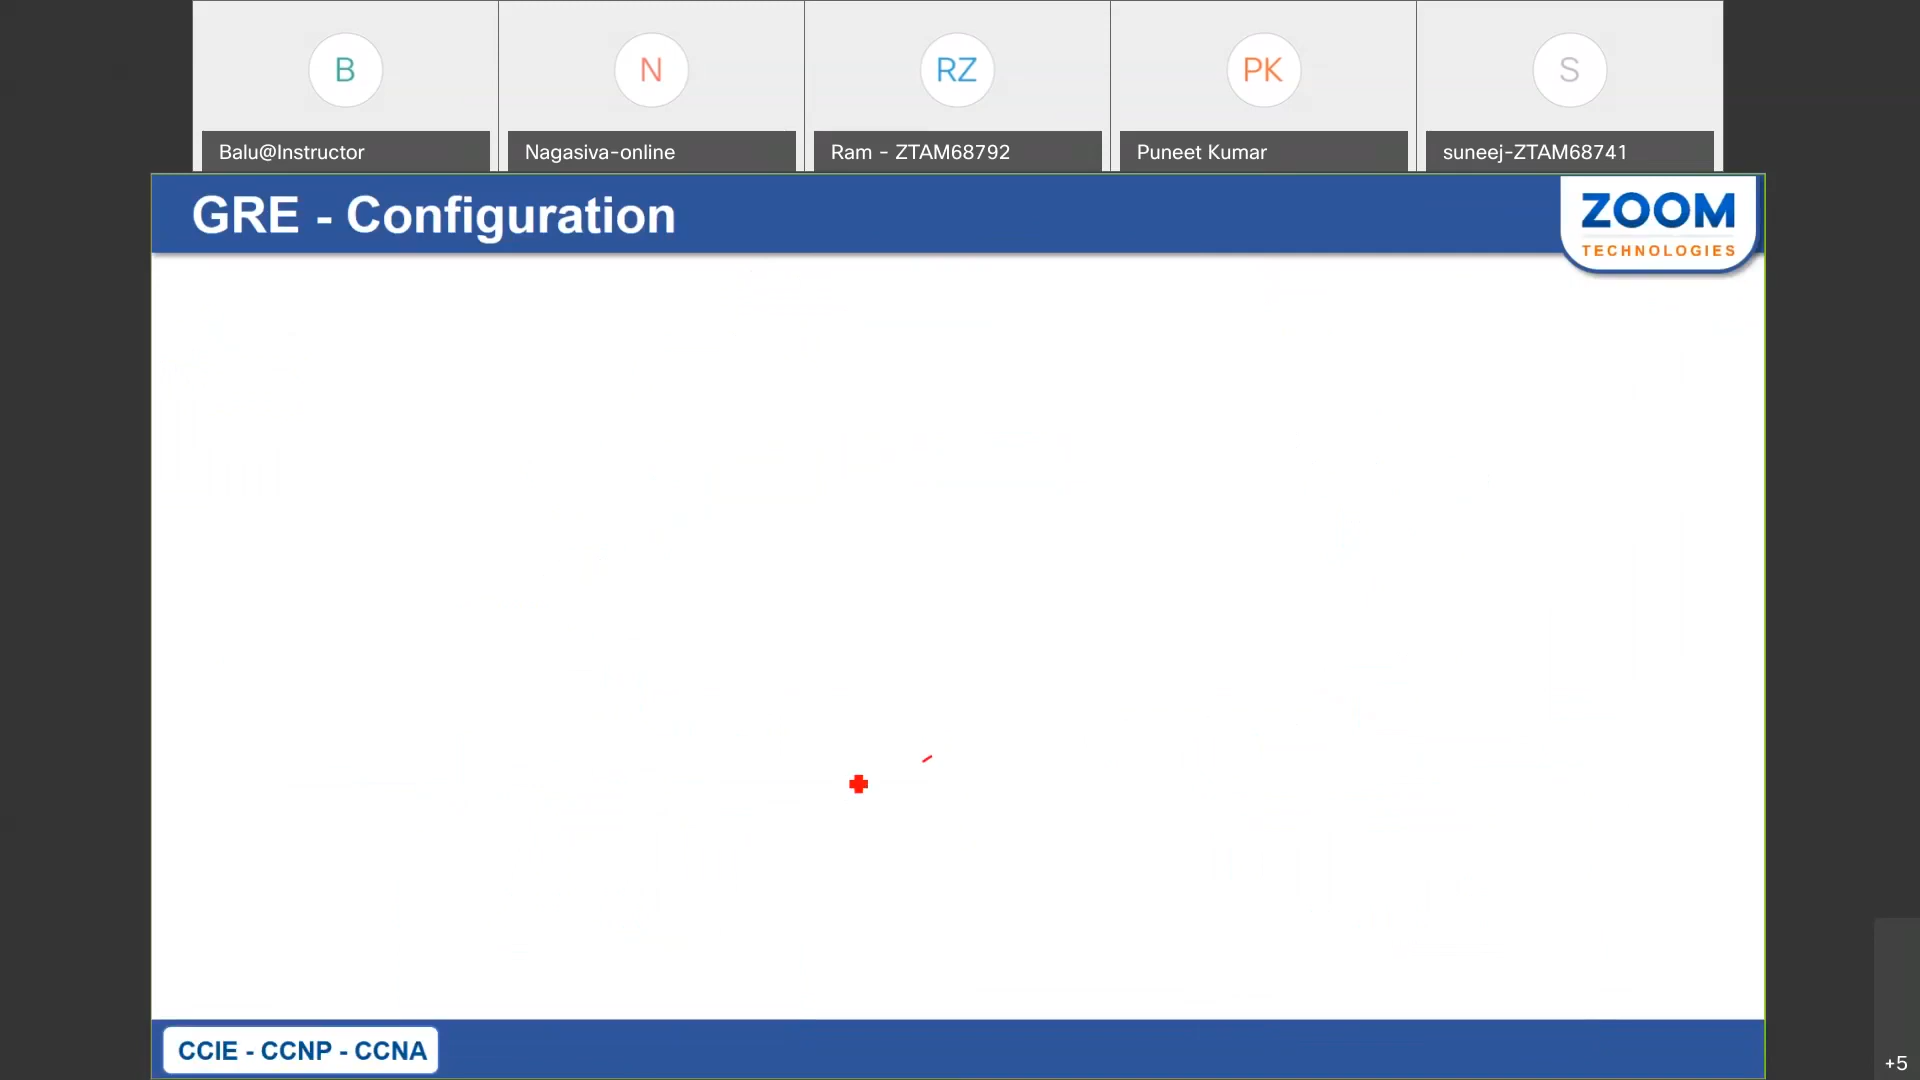 B
N
RZ
PK
S
Balu@Instructor
Nagasiva-online
Ram - ZTAM68792
Puneet Kumar
suneej-ZTAM68741
GRE - Configuration
ZOOM
TECHNOLOGIES
CCIE - CCNP - CCNA
+5